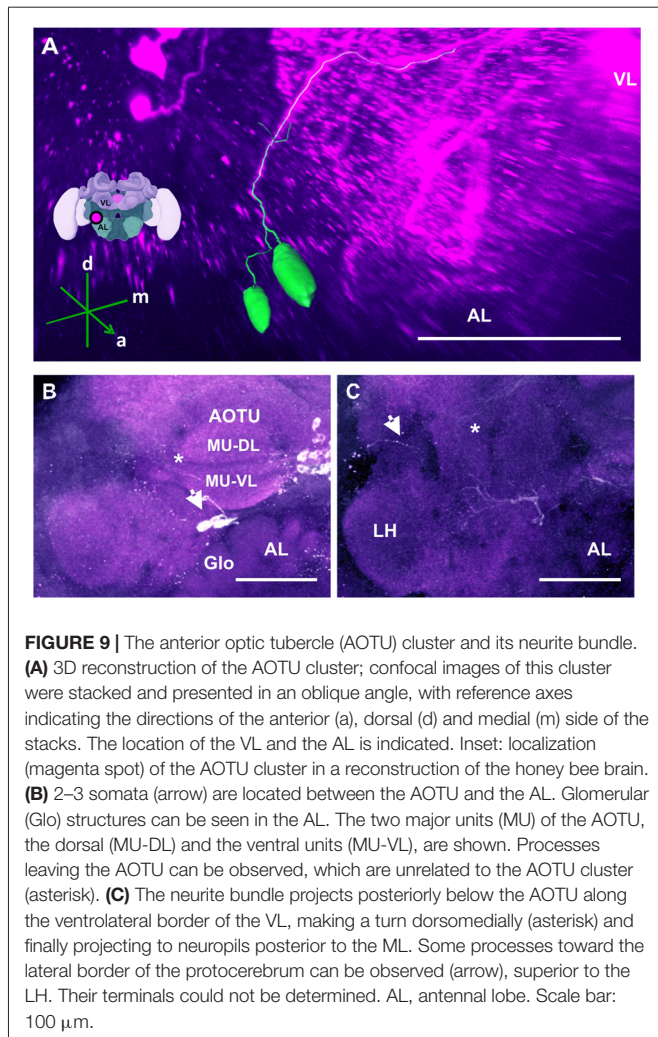 A
VL
VL
AL
d
m
a
AL
B
AOTU
MU-DL
*
MU-VL
Glo
AL
C
*
LH
AL
FIGURE 9 | The anterior optic tubercle (AOTU) cluster and its neurite bundle.
(A) 3D reconstruction of the AOTU cluster; confocal images of this cluster
were stacked and presented in an oblique angle, with reference axes
indicating the directions of the anterior (a), dorsal (d) and medial (m) side of the
stacks. The location of the VL and the AL is indicated. Inset: localization
(magenta spot) of the AOTU cluster in a reconstruction of the honey bee brain.
(B) 2–3 somata (arrow) are located between the AOTU and the AL. Glomerular
(Glo) structures can be seen in the AL. The two major units (MU) of the AOTU,
the dorsal (MU-DL) and the ventral units (MU-VL), are shown. Processes
leaving the AOTU can be observed, which are unrelated to the AOTU cluster
(asterisk). (C) The neurite bundle projects posteriorly below the AOTU along
the ventrolateral border of the VL, making a turn dorsomedially (asterisk) and
finally projecting to neuropils posterior to the ML. Some processes toward the
lateral border of the protocerebrum can be observed (arrow), superior to the
LH. Their terminals could not be determined. AL, antennal lobe. Scale bar:
100 μm.